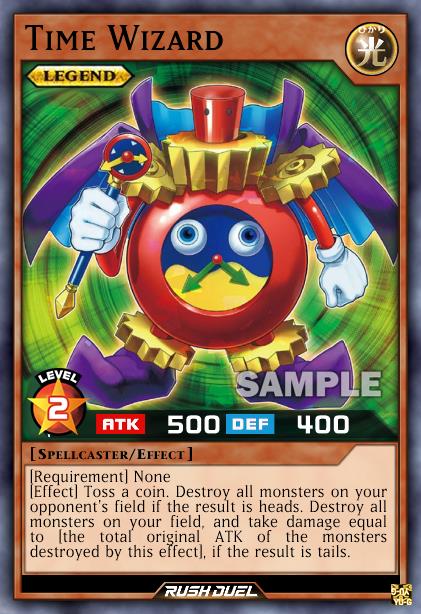 TIME WIZARD
ひかり
光
LEGEND
SAMPLE
LEVEL
2
ATK 500 DEF 400
[SPELLCASTER/EFFECT]
[Requirement] None
[Effect] Toss a coin. Destroy all monsters on your
opponent's field if the result is heads. Destroy all
monsters on your field, and take damage equal
to [the total original ATK of the monsters
destroyed by this effect], if the result is tails.
RUSH DUEL